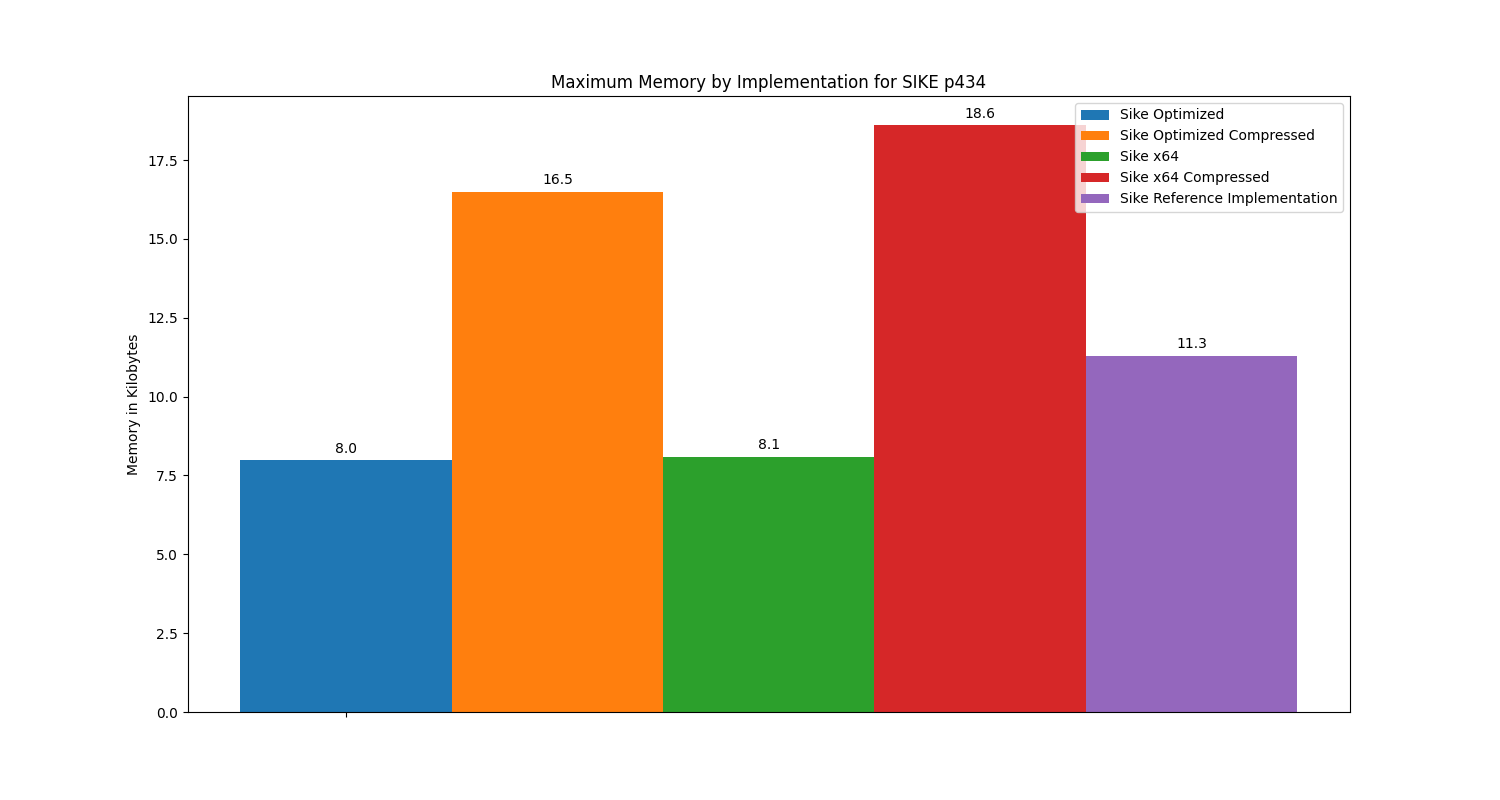 Maximum Memory by Implementation for SIKE p434
Memory in Kilobytes
17.5
15.0
12.5
10.0
7.5
5.0
2.5
0.0
8.0
16.5
8.1
18.6
11.3
Sike Optimized
Sike Optimized Compressed
Sike x64
Sike x64 Compressed
Sike Reference Implementation